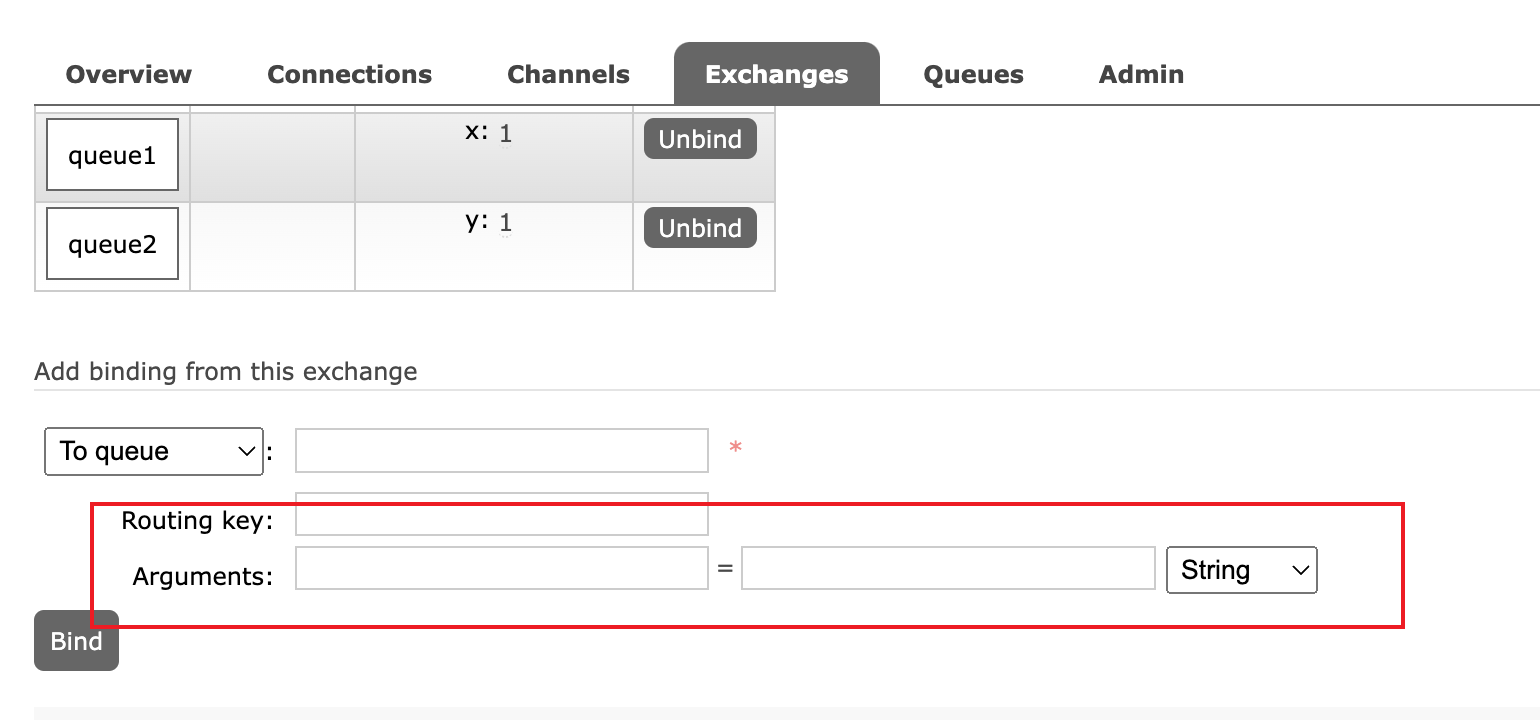 Overview Connections Channels Exchanges Queues Admin
queue1 x: 1 Unbind
queue2 y: 1 Unbind
Add binding from this exchange
To queue : *
Routing key:
Arguments: = String
Bind